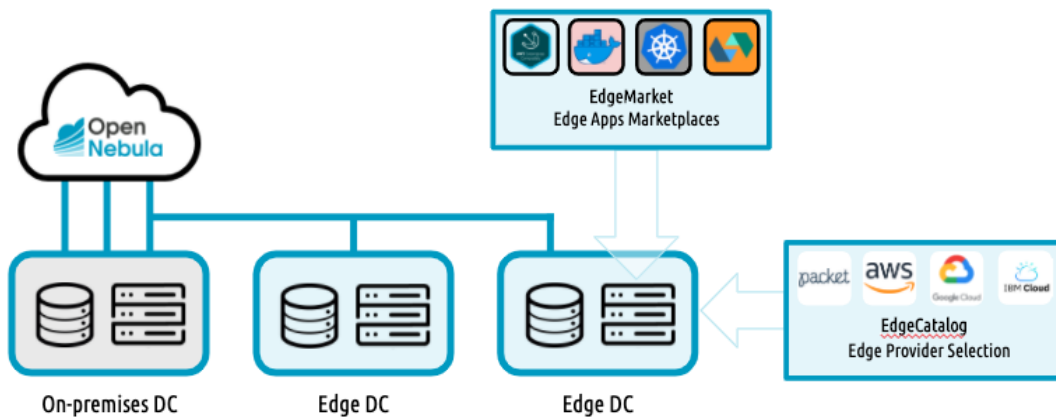 EdgeMarket
Edge Apps Marketplaces
Open
Nebula
packet
aws
Google Cloud
IBM Cloud
EdgeCatalog
Edge Provider Selection
On-premises DC
Edge DC
Edge DC